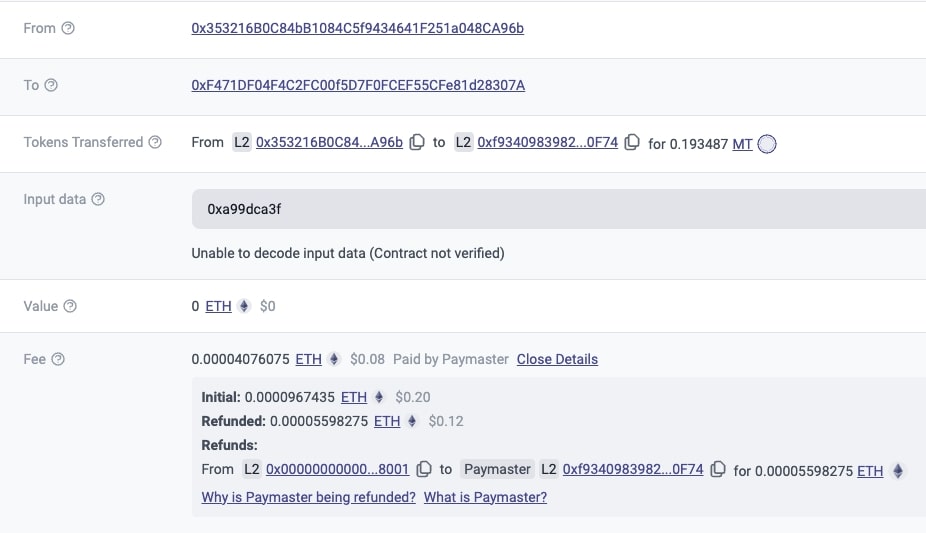 From 0x353216B0C84bB1084C5f9434641F251a048CA96b
To 0xF471DF04F4C2FC00f5D7F0FCEF55CFe81d28307A
Tokens Transferred From L2 0x353216B0C84...A96b to L2 0xf9340983982...0F74 for 0.193487 MT
Input data 0xa99dca3f
Unable to decode input data (Contract not verified)
Value 0 ETH $0
Fee 0.00004076075 ETH $0.08 Paid by Paymaster Close Details
Initial: 0.0000967435 ETH $0.20
Refunded: 0.00005598275 ETH $0.12
Refunds:
From L2 0x00000000000...8001 to Paymaster L2 0xf9340983982...0F74 for 0.00005598275 ETH
Why is Paymaster being refunded? What is Paymaster?